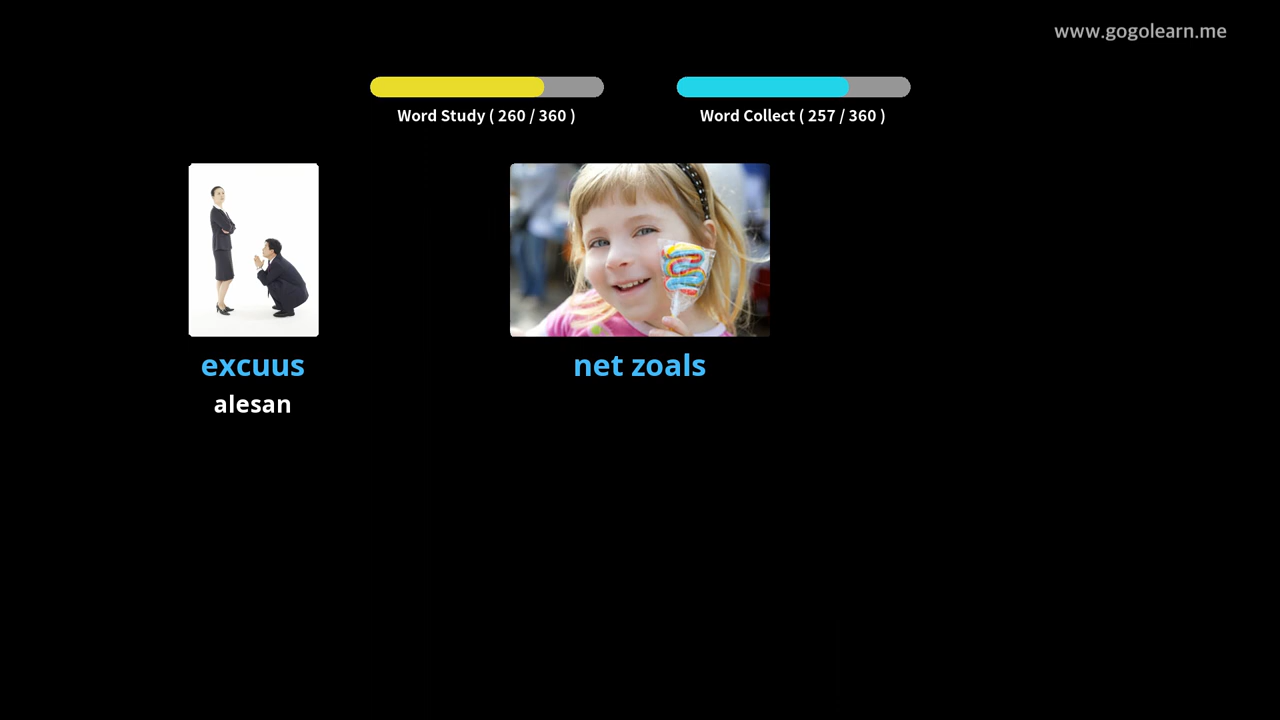 www.gogolearn.me
Word Study ( 260 / 360 )
Word Collect ( 257 / 360 )
excuus
alesan
net zoals